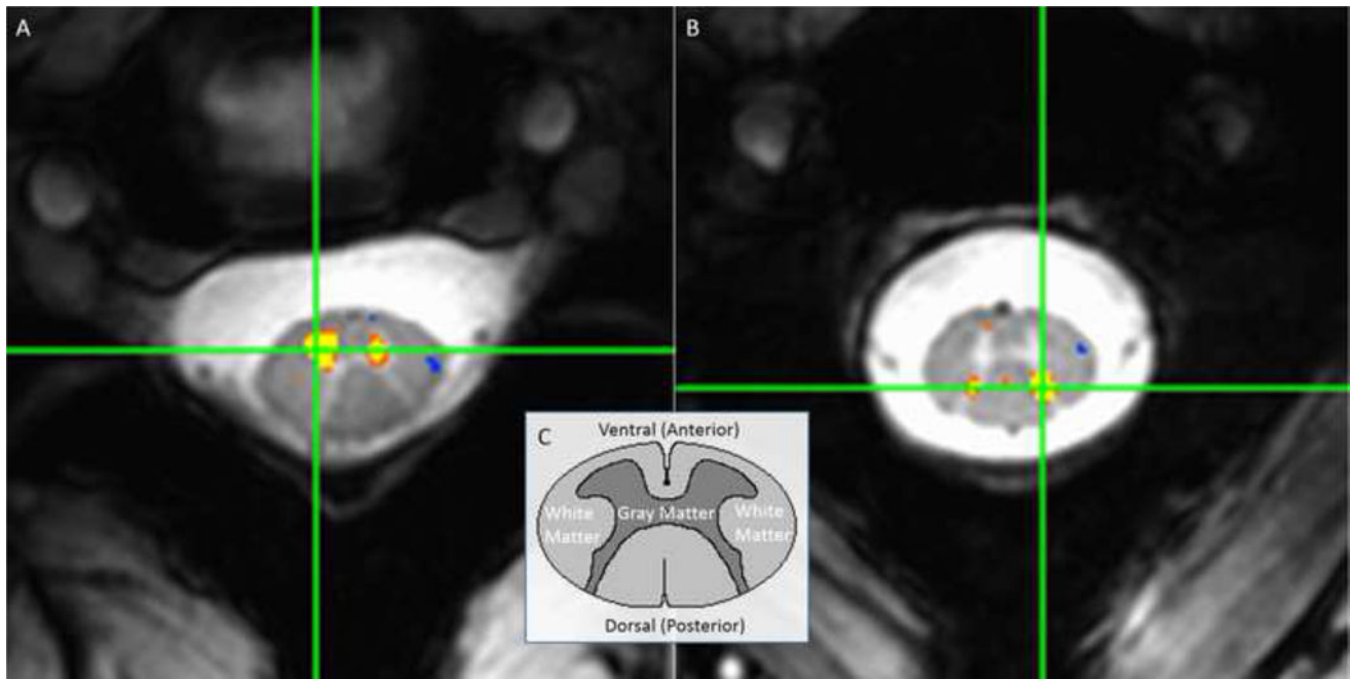 A
B
C
Ventral (Anterior)
White Gray Matter White
Matter Matter
Dorsal (Posterior)